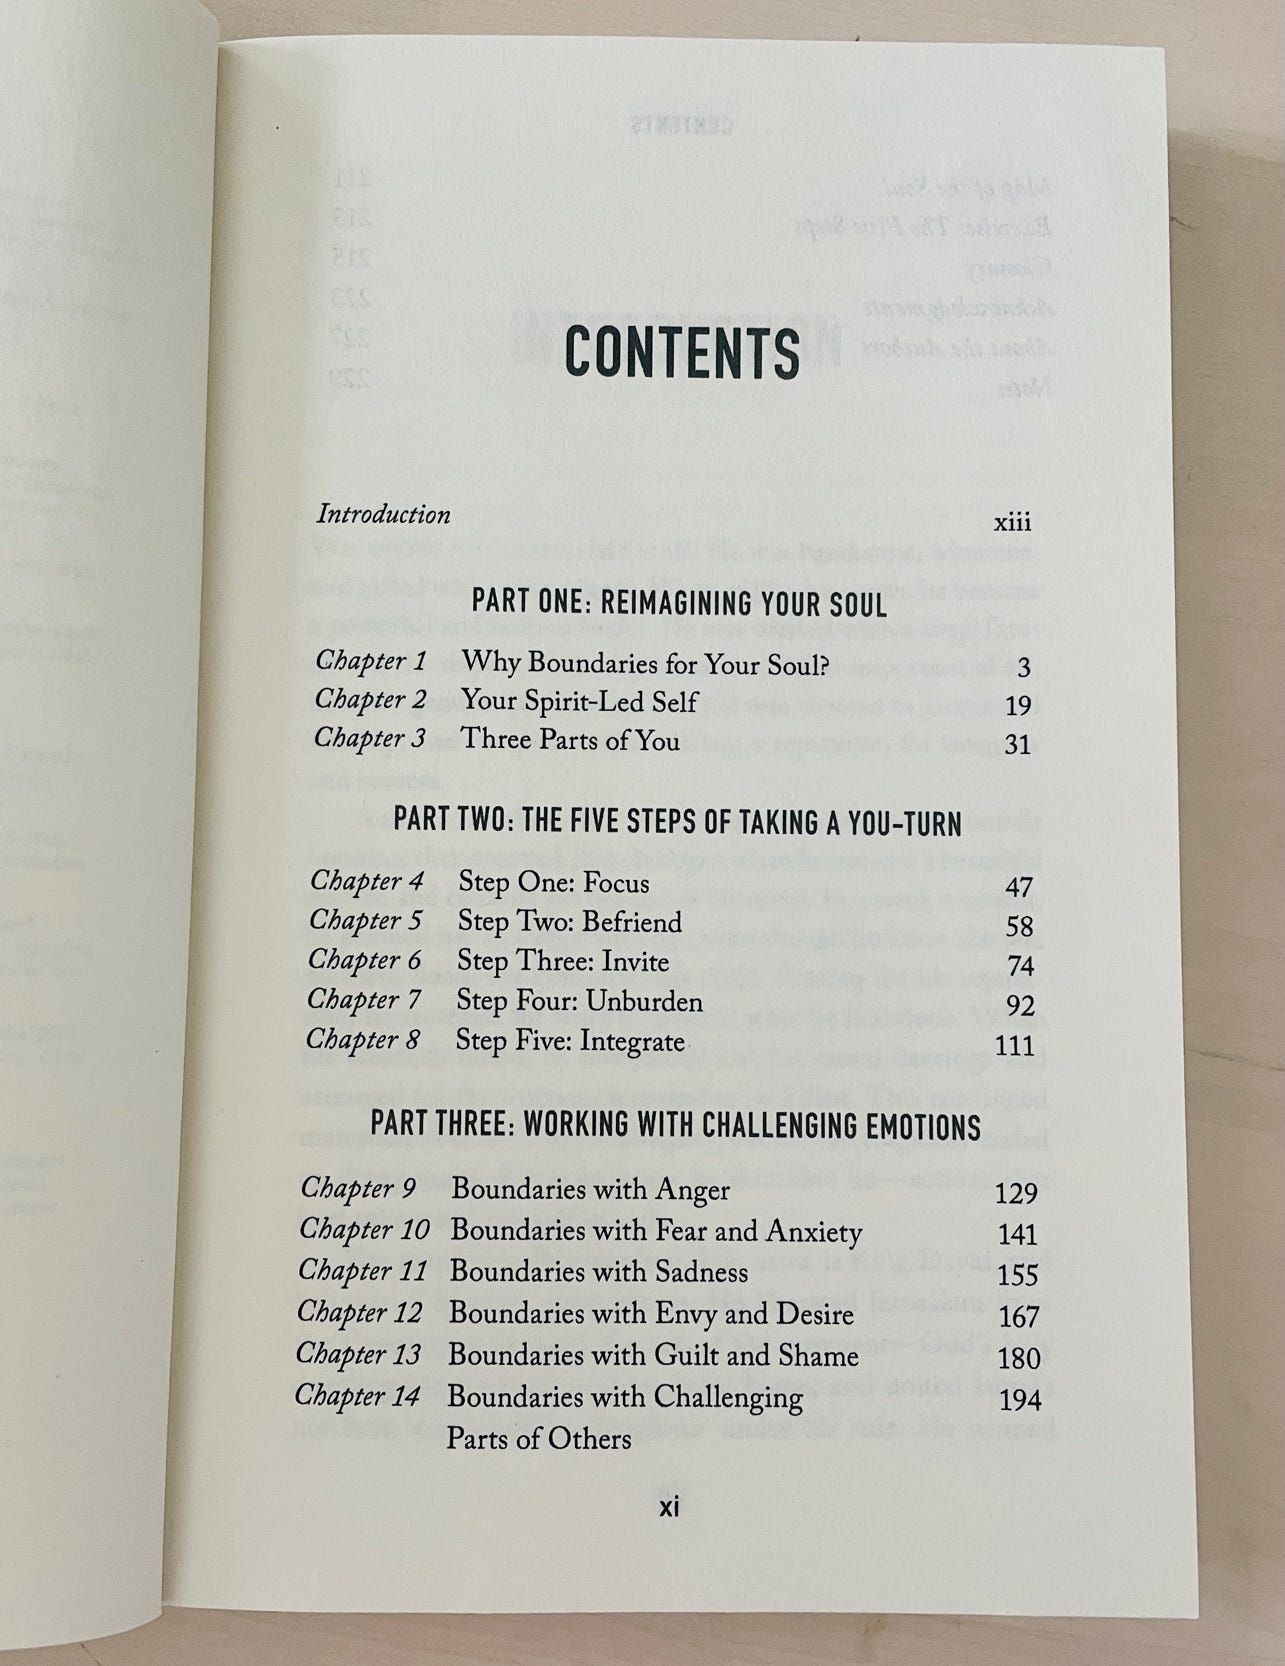 CONTENTS
Introduction xiii
PART ONE: REIMAGINING YOUR SOUL
Chapter 1 Why Boundaries for Your Soul? 3
Chapter 2 Your Spirit-Led Self 19
Chapter 3 Three Parts of You 31
PART TWO: THE FIVE STEPS OF TAKING A YOU-TURN
Chapter 4 Step One: Focus 47
Chapter 5 Step Two: Befriend 58
Chapter 6 Step Three: Invite 74
Chapter 7 Step Four: Unburden 92
Chapter 8 Step Five: Integrate 111
PART THREE: WORKING WITH CHALLENGING EMOTIONS
Chapter 9 Boundaries with Anger 129
Chapter 10 Boundaries with Fear and Anxiety 141
Chapter 11 Boundaries with Sadness 155
Chapter 12 Boundaries with Envy and Desire 167
Chapter 13 Boundaries with Guilt and Shame 180
Chapter 14 Boundaries with Challenging 194
Parts of Others
xi